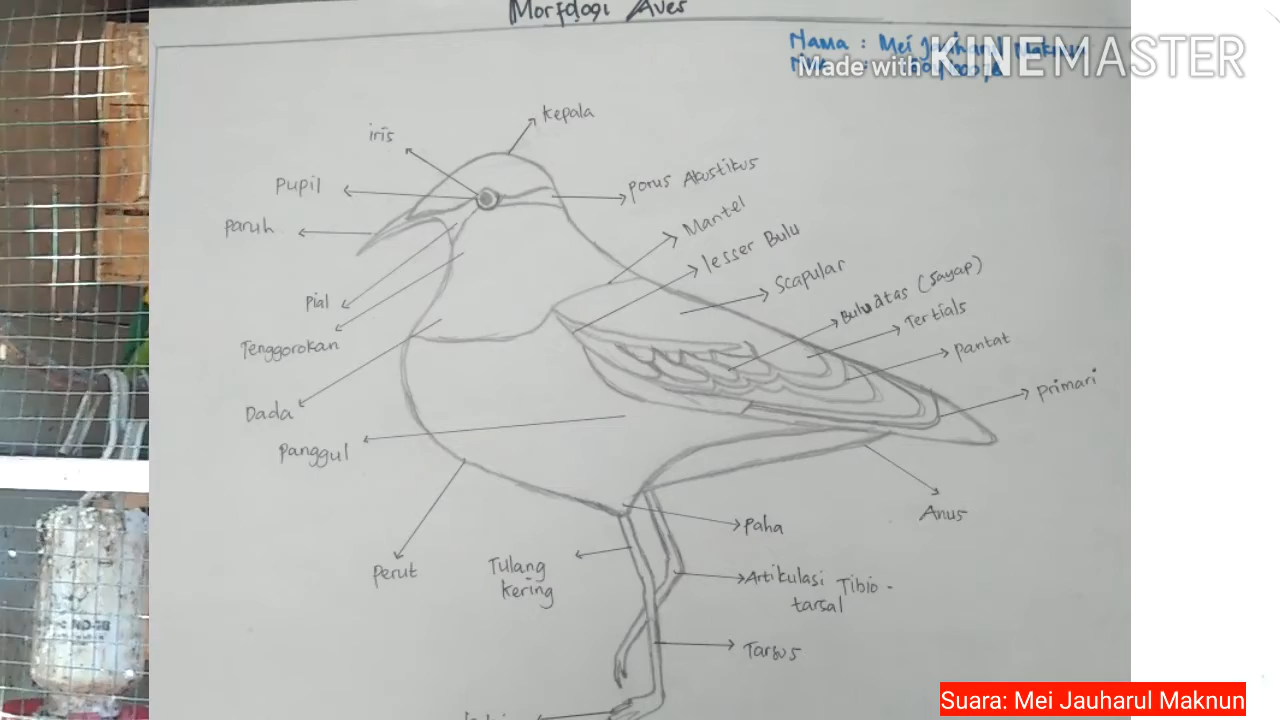 Morfologi Aves
Nama : Mei Jauharul Maknun
Made with KINEMASTER
Kepala
iris
Pupil
Paruh
Porus Akustikus
Mantel
lesser Bulu
Scapular
Bulu atas (Sayap)
Tertials
Pantat
Primari
Pial
Tenggorokan
Dada
Panggul
Perut
Tulang
kering
Paha
Anus
Artikulasi Tibio -
tarsal
Tarsus
Suara: Mei Jauharul Maknun